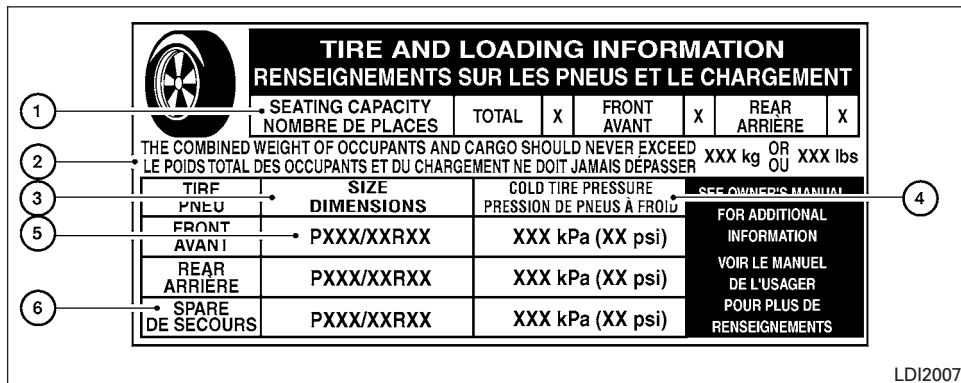 TIRE AND LOADING INFORMATION
RENSEIGNEMENTS SUR LES PNEUS ET LE CHARGEMENT
1
SEATING CAPACITY
NOMBRE DE PLACES
TOTAL
X
FRONT
AVANT
X
REAR
ARRIÈRE
X
2
THE COMBINED WEIGHT OF OCCUPANTS AND CARGO SHOULD NEVER EXCEED
LE POIDS TOTAL DES OCCUPANTS ET DU CHARGEMENT NE DOIT JAMAIS DÉPASSER
XXX kg OR OU XXX lbs
3
TIRE
PNEU
SIZE
DIMENSIONS
COLD TIRE PRESSURE
PRESSION DE PNEUS À FROID
4
5
FRONT
AVANT
PXXX/XXRXX
XXX kPa (XX psi)
REAR
ARRIÈRE
PXXX/XXRXX
XXX kPa (XX psi)
6
SPARE
DE SECOURS
PXXX/XXRXX
XXX kPa (XX psi)
SEE OWNER'S MANUAL
FOR ADDITIONAL
INFORMATION
VOIR LE MANUEL
DE L'USAGER
POUR PLUS DE
RENSEIGNEMENTS
LDI2007